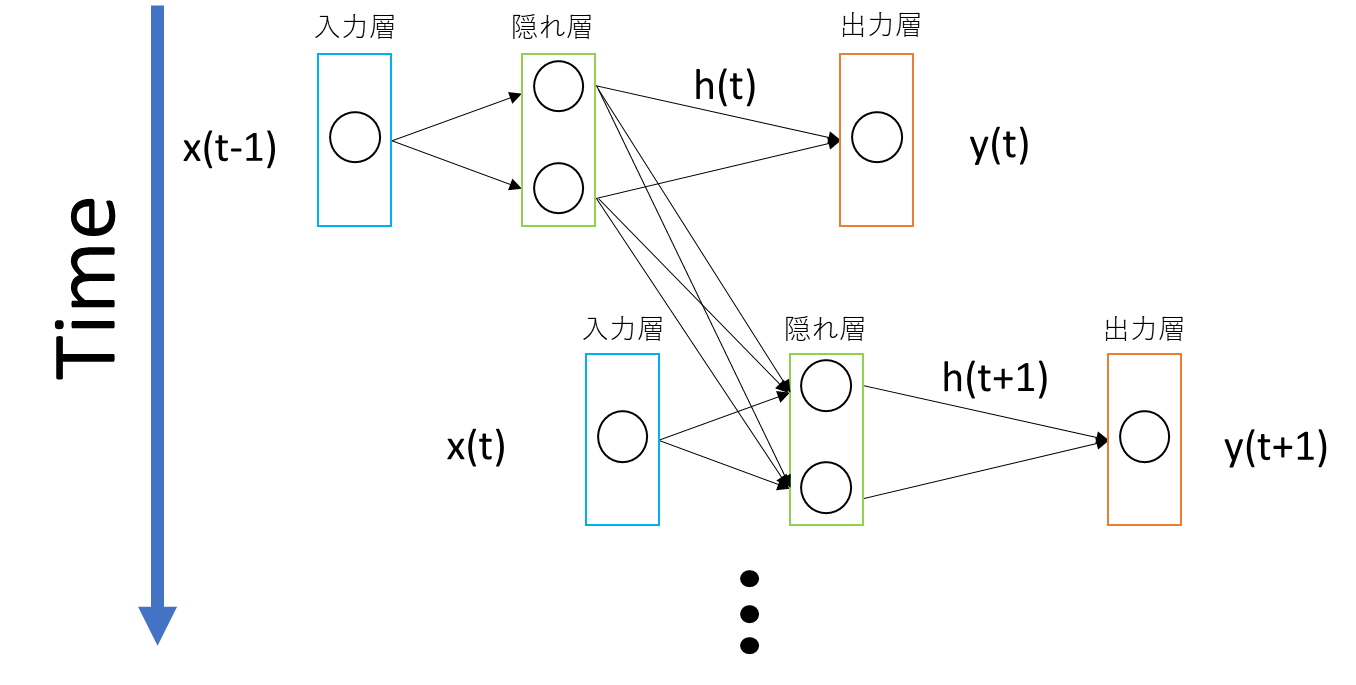 Time
入力層
隠れ層
出力層
x(t-1)
h(t)
y(t)
入力層
隠れ層
出力層
x(t)
h(t+1)
y(t+1)